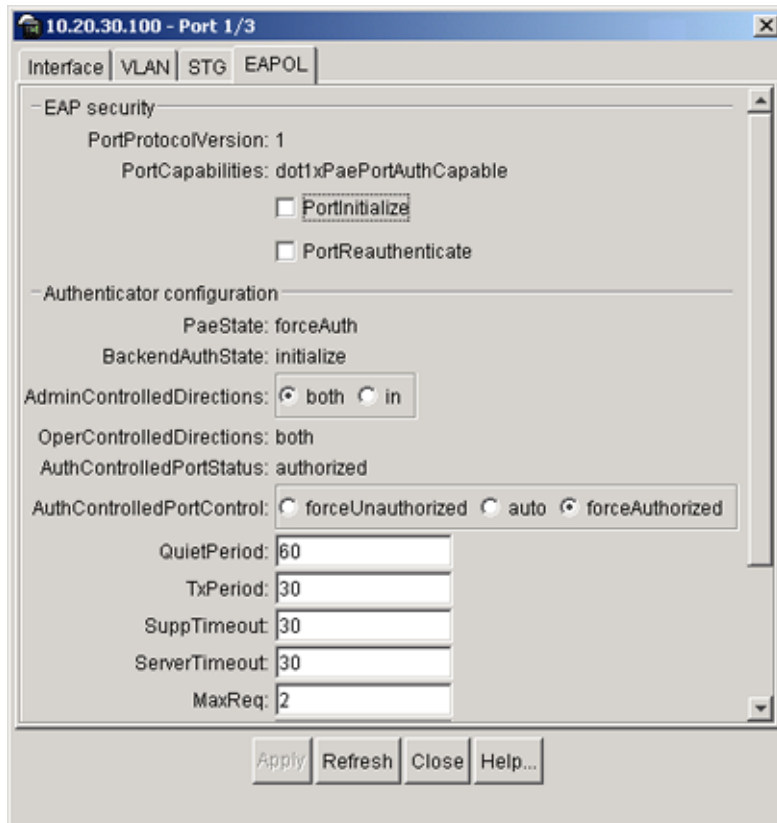 10.20.30.100 - Port 1/3
Interface VLAN STG EAPOL
EAP security
PortProtocolVersion: 1
PortCapabilities: dot1xPaePortAuthCapable
PortInitialize
PortReauthenticate
Authenticator configuration
PaeState: forceAuth
BackendAuthState: initialize
AdminControlledDirections: both in
OperControlledDirections: both
AuthControlledPortStatus: authorized
AuthControlledPortControl: forceUnauthorized auto forceAuthorized
QuietPeriod: 60
TxPeriod: 30
SuppTimeout: 30
ServerTimeout: 30
MaxReq: 2
Apply Refresh Close Help...